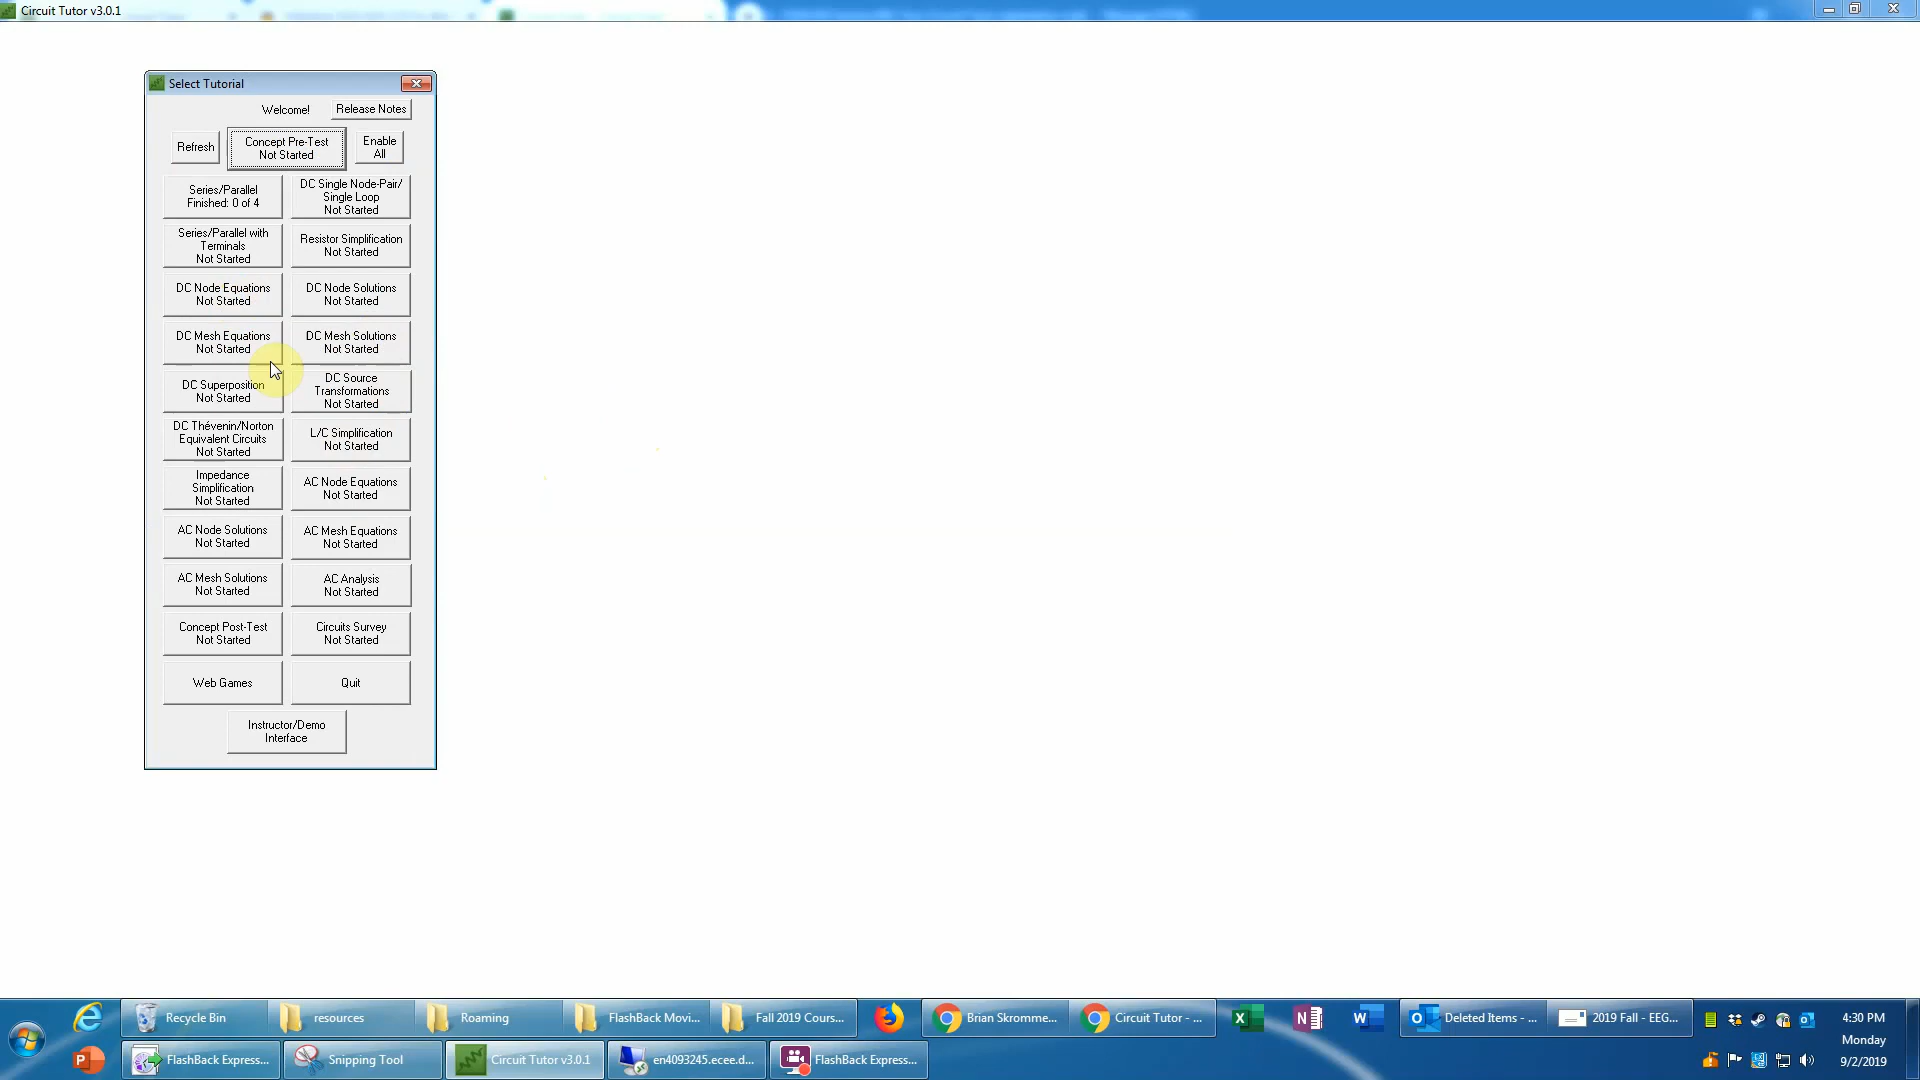 Circuit Tutor v3.0.1
Select Tutorial
Welcome!
Release Notes
Refresh
Concept Pre-Test
Not Started
Enable
All
Series/Parallel
Finished: 0 of 4
DC Single Node-Pair/
Single Loop
Not Started
Series/Parallel with
Terminals
Not Started
Resistor Simplification
Not Started
DC Node Equations
Not Started
DC Node Solutions
Not Started
DC Mesh Equations
Not Started
DC Mesh Solutions
Not Started
DC Superposition
Not Started
DC Source
Transformations
Not Started
DC Thévenin/Norton
Equivalent Circuits
Not Started
L/C Simplification
Not Started
Impedance
Simplification
Not Started
AC Node Equations
Not Started
AC Node Solutions
Not Started
AC Mesh Equations
Not Started
AC Mesh Solutions
Not Started
AC Analysis
Not Started
Concept Post-Test
Not Started
Circuits Survey
Not Started
Web Games
Quit
Instructor/Demo
Interface
Recycle Bin
resources
Roaming
FlashBack Movi...
Fall 2019 Cours...
Brian Skromme...
Circuit Tutor - ...
Deleted Items - ...
2019 Fall - EEG...
4:30 PM
Monday
9/2/2019
FlashBack Express...
Snipping Tool
Circuit Tutor v3.0.1
en4093245.ecee.d...
FlashBack Express...